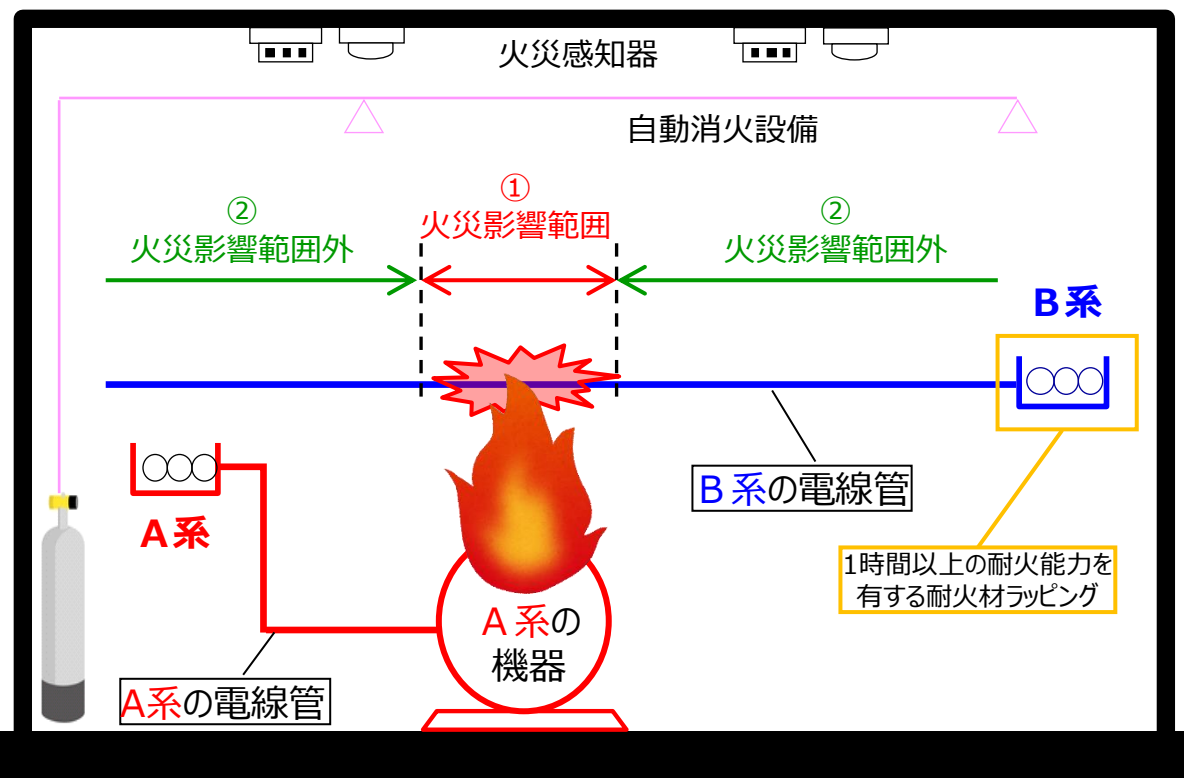 火災感知器
自動消火設備
①
火災影響範囲
②
火災影響範囲外
②
火災影響範囲外
B系
B系の電線管
A系
1時間以上の耐火能力を
有する耐火材ラッピング
A系の
機器
A系の電線管